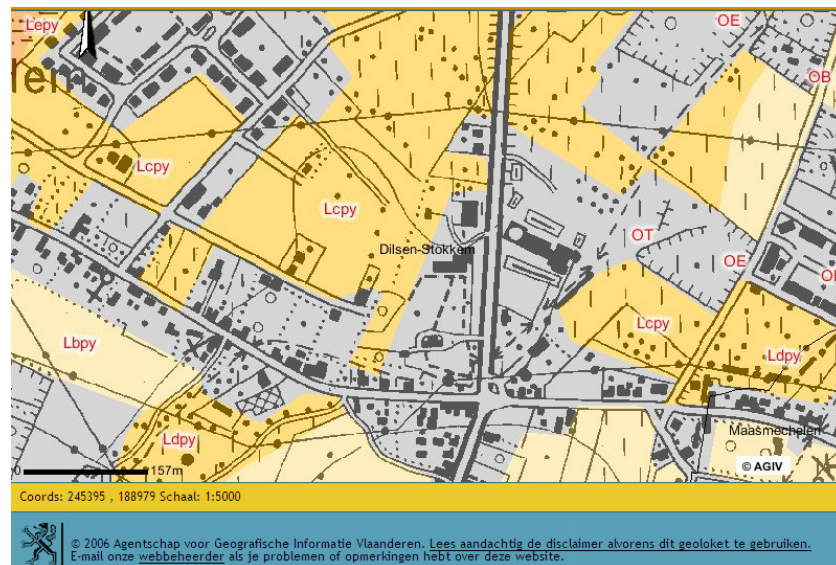 Lepy
OE
OB
lem
Lcpy
Lcpy
Dilsen-Stokkem
OT
OE
Lbpy
Lcpy
Ldpy
Ldpy
Maasmechelen
0 157m
© AGIV
Coords: 245395 , 188979 Schaal: 1:5000
© 2006 Agentschap voor Geografische Informatie Vlaanderen. Lees aandachtig de disclaimer alvorens dit geoloket te gebruiken.
E-mail onze webbeheerder als je problemen of opmerkingen hebt over deze website.